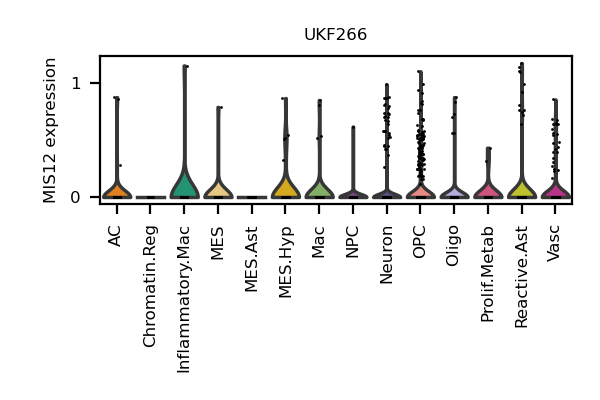 UKF266
MIS12 expression
1
0
AC
Chromatin.Reg
Inflammatory.Mac
MES
MES.Ast
MES.Hyp
Mac
NPC
Neuron
OPC
Oligo
Prolif.Metab
Reactive.Ast
Vasc